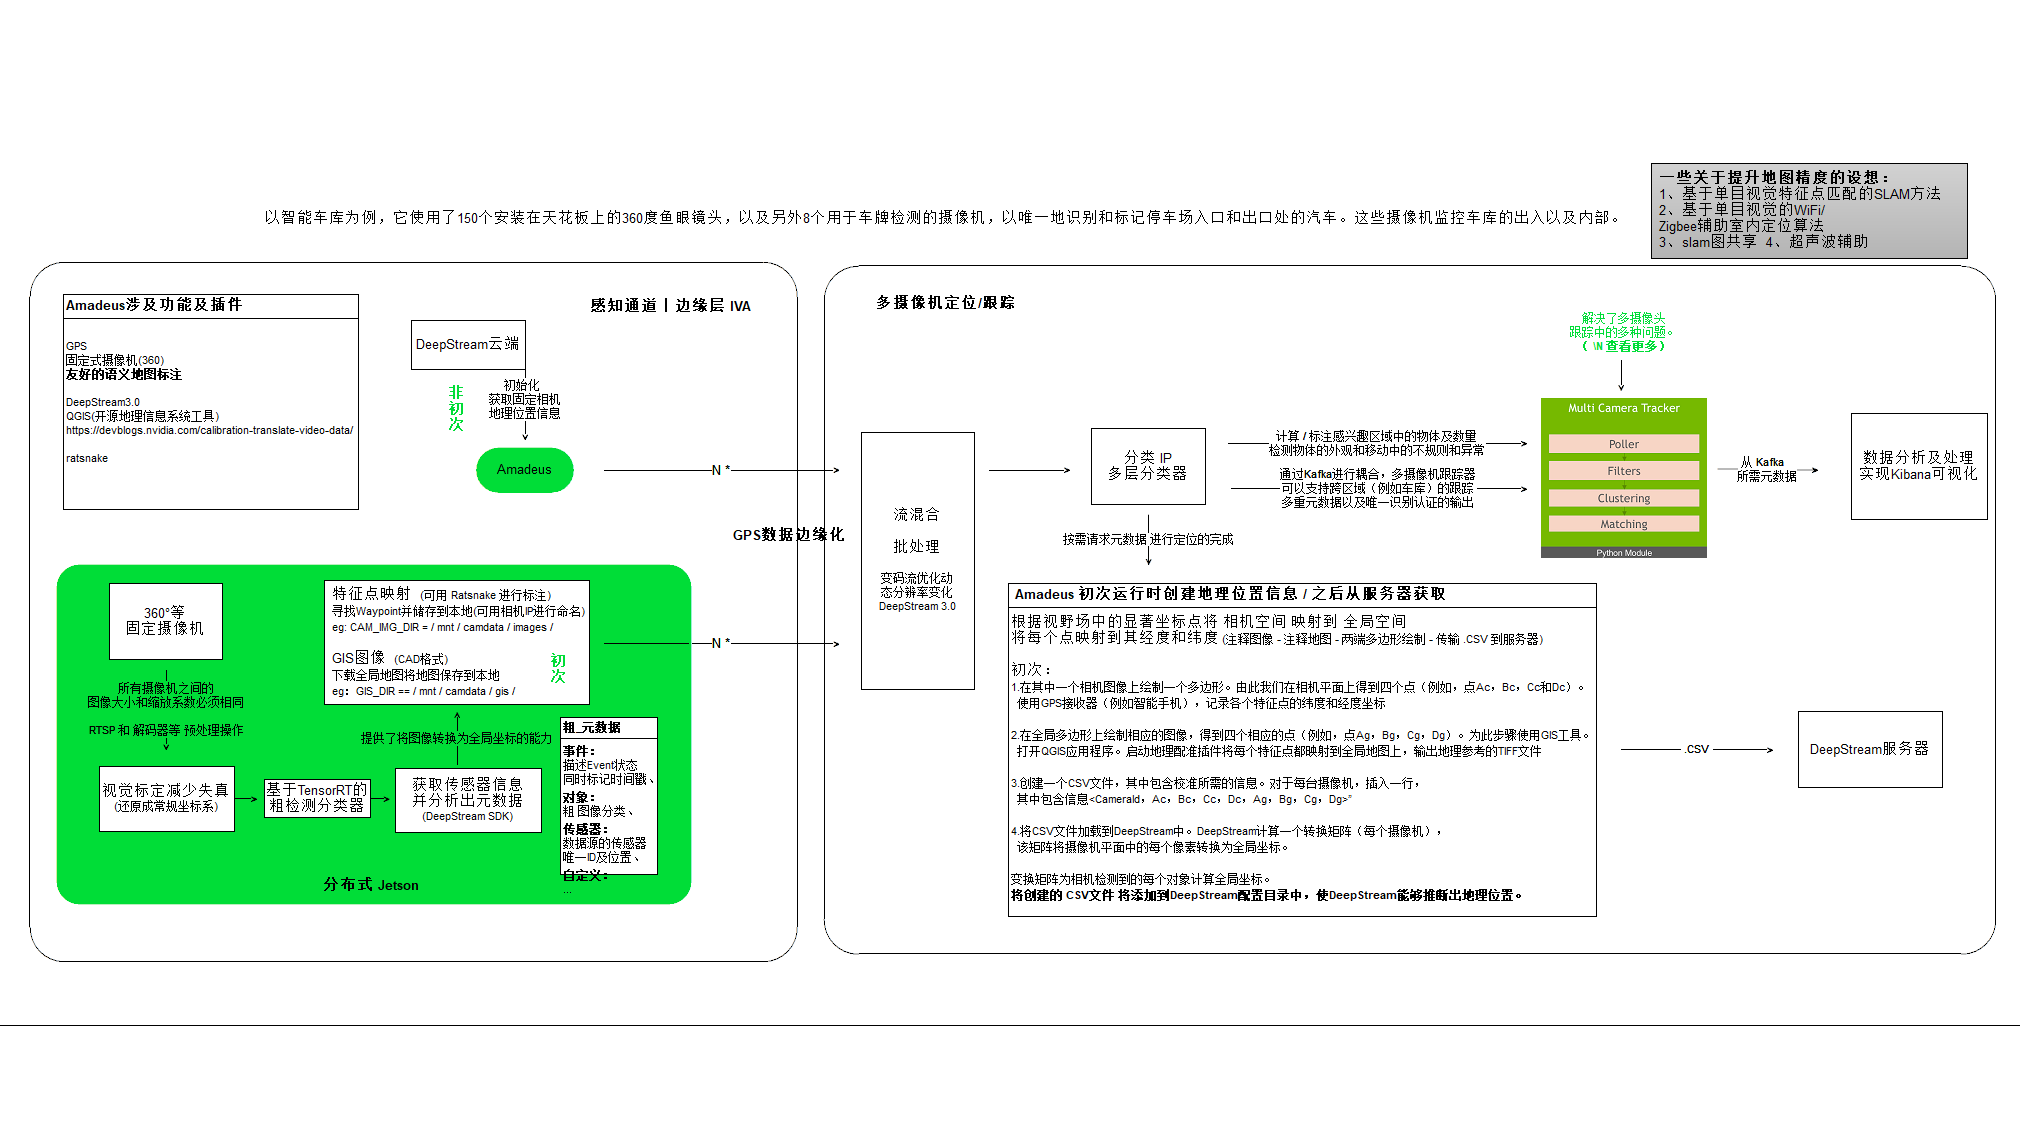 一些关于提升地图精度的设想：
1、基于单目视觉特征点匹配的SLAM方法
2、基于单目视觉的WiFi/
Zigbee辅助室内定位算法
3、slam图共享  4、超声波辅助
以智能车库为例，它使用了150个安装在天花板上的360度鱼眼镜头，以及另外8个用于车牌检测的摄像机，以唯一地识别和标记停车场入口和出口处的汽车。这些摄像机监控车库的出入以及内部。
感知通道丨边缘层 IVA
Amadeus涉及功能及插件
GPS
固定式摄像机(360)
友好的语义地图标注
DeepStream3.0
QGIS(开源地理信息系统工具)
https://devblogs.nvidia.com/calibration-translate-video-data/
ratsnake
DeepStream云端
非
初
次
初始化
获取固定相机
地理位置信息
Amadeus
N *
GPS数据边缘化
360°等
固定摄像机
所有摄像机之间的
图像大小和缩放系数必须相同
RTSP 和 解码器等 预处理操作
视觉标定减少失真
(还原成常规坐标系)
基于TensorRT的
粗检测分类器
获取传感器信息
并分析出元数据
(DeepStream SDK)
提供了将图像转换为全局坐标的能力
特征点映射 (可用 Ratsnake 进行标注)
寻找Waypoint并储存到本地(可用相机IP进行命名)
eg: CAM_IMG_DIR = / mnt / camdata / images /
GIS图像 (CAD格式)
下载全局地图将地图保存到本地
eg：GIS_DIR == / mnt / camdata / gis /
初
次
粗_元数据
事件：
描述Event状态
同时标记时间戳、
对象：
粗 图像分类、
传感器：
数据源的传感器
唯一ID及位置、
自定义：
...
分布式 Jetson
N *
多摄像机定位/跟踪
流混合
批处理
变码流优化动
态分辨率变化
DeepStream 3.0
分类 IP
多层分类器
计算 / 标注感兴趣区域中的物体及数量
检测物体的外观和移动中的不规则和异常
通过Kafka进行耦合，多摄像机跟踪器
可以支持跨区域（例如车库）的跟踪
多重元数据以及唯一识别认证的输出
解决了多摄像头
跟踪中的多种问题。
（ \N 查看更多）
Multi Camera Tracker
Poller
Filters
Clustering
Matching
Python Module
从 Kafka
所需元数据
数据分析及处理
实现Kibana可视化
按需请求元数据 进行定位的完成
Amadeus 初次运行时创建地理位置信息 / 之后从服务器获取
根据视野场中的显著坐标点将 相机空间 映射到 全局空间
将每个点映射到其经度和纬度 (注释图像 - 注释地图 - 两端多边形绘制 - 传输 .CSV 到服务器)
初次：
1.在其中一个相机图像上绘制一个多边形。由此我们在相机平面上得到四个点（例如，点Ac，Bc，Cc和Dc）。
使用GPS接收器（例如智能手机），记录各个特征点的纬度和经度坐标
2.在全局多边形上绘制相应的图像，得到四个相应的点（例如，点Ag，Bg，Cg，Dg）。为此步骤使用GIS工具。
打开QGIS应用程序。启动地理配准插件将每个特征点都映射到全局地图上，输出地理参考的TIFF文件
3.创建一个CSV文件，其中包含校准所需的信息。对于每台摄像机，插入一行，
其中包含信息<CameraId，Ac，Bc，Cc，Dc，Ag，Bg，Cg，Dg>”
4.将CSV文件加载到DeepStream中。DeepStream计算一个转换矩阵（每个摄像机），
该矩阵将摄像机平面中的每个像素转换为全局坐标。
变换矩阵为相机检测到的每个对象计算全局坐标。
将创建的 CSV文件 将添加到DeepStream配置目录中，使DeepStream能够推断出地理位置。
.CSV
DeepStream服务器